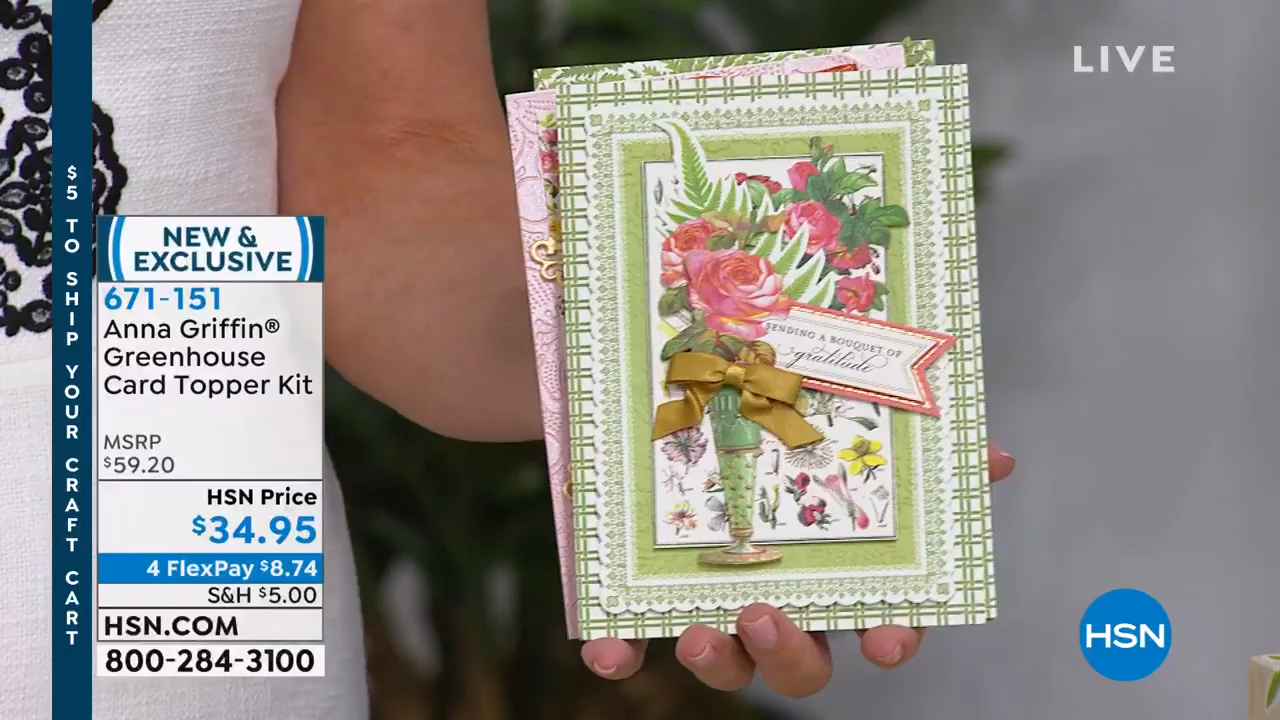 $5 TO SHIP YOUR CRAFT CART
NEW &
EXCLUSIVE
671-151
Anna Griffin®
Greenhouse
Card Topper Kit
MSRP
$59.20
HSN Price
$34.95
4 FlexPay $8.74
S&H $5.00
HSN.COM
800-284-3100
SENDING A BOUQUET OF
gratitude
LIVE
HSN